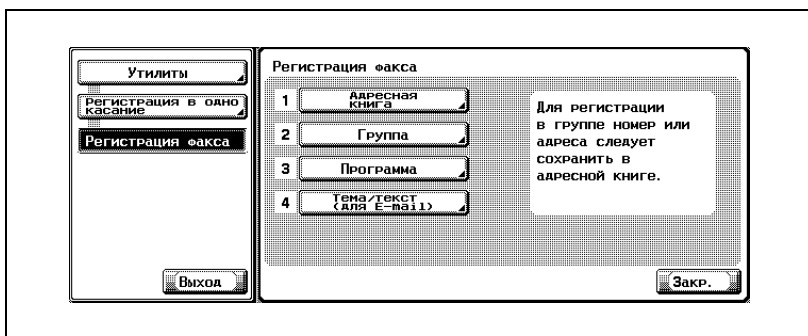 Утилиты
Регистрация в одно
касание
Регистрация факса
Выход
Регистрация факса
1 Адресная
книга
2 Группа
3 Программа
4 Тема/текст
(для E-mail)
Для регистрации
в группе номер или
адреса следует
сохранить в
адресной книге.
Закр.